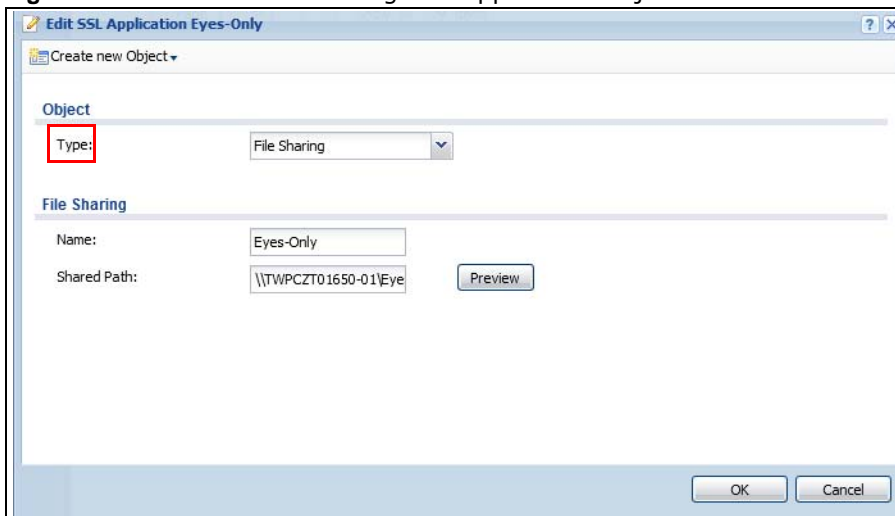 Edit SSL Application Eyes-Only
Create new Object
Object
Type: File Sharing
File Sharing
Name: Eyes-Only
Shared Path: \\TWPCZT01650-01\Eye Preview
OK Cancel